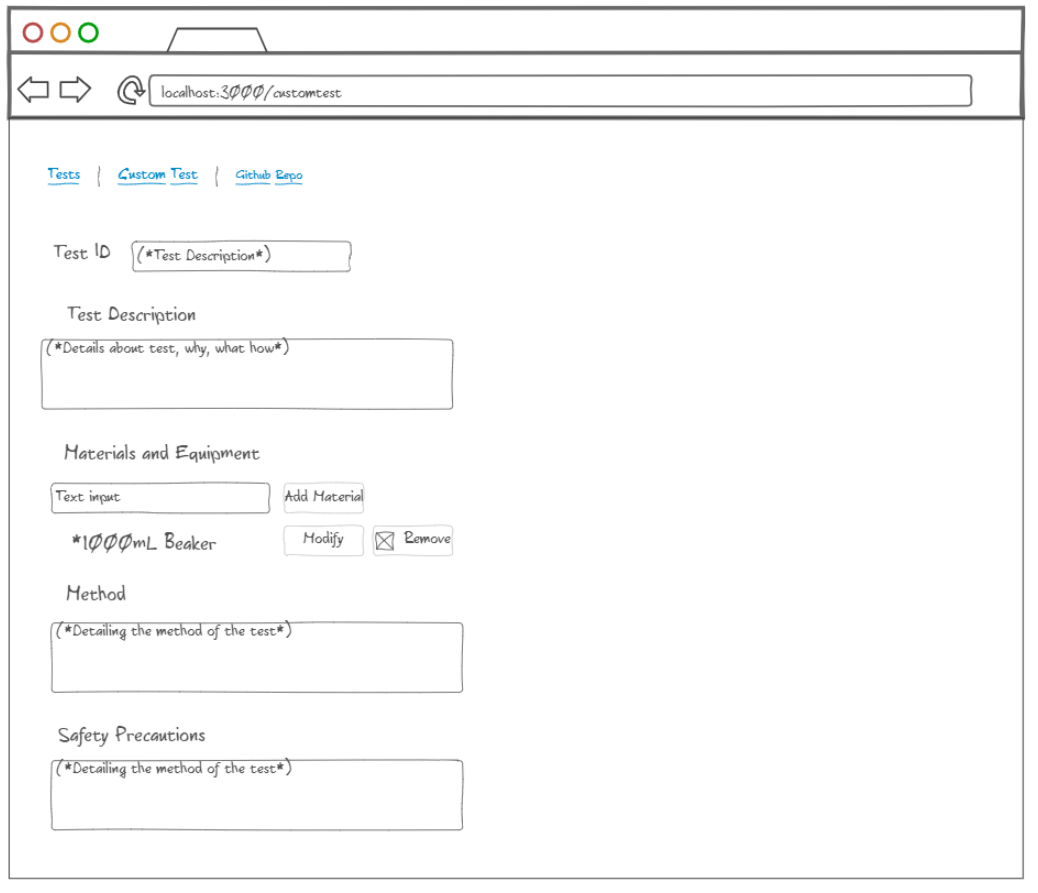 localhost:3000/customtest
Tests | Custom Test | Github Repo
Test ID (*Test Description*)
Test Description
(*Details about test, why, what how*)
Materials and Equipment
Text input Add Material
*1000mL Beaker Modify Remove
Method
(*Detailing the method of the test*)
Safety Precautions
(*Detailing the method of the test*)